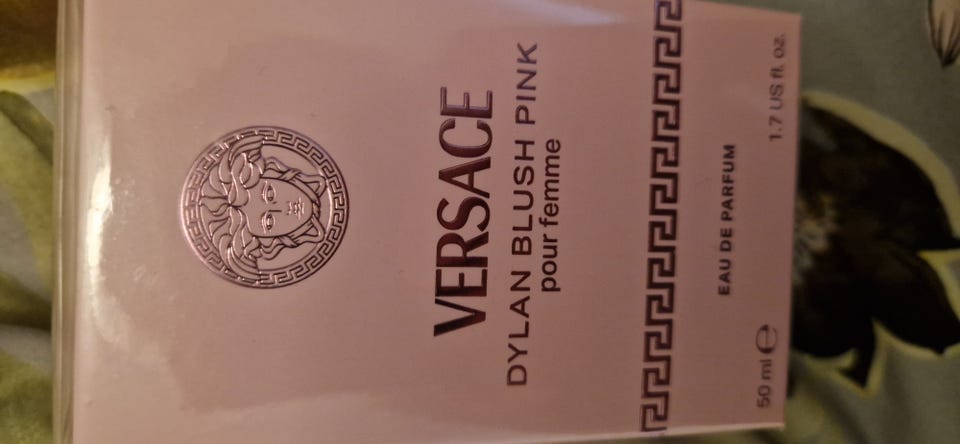 VERSACE
DYLAN BLUSH PINK
pour femme
EAU DE PARFUM
50 ml ℮ 1.7 US fl. oz.